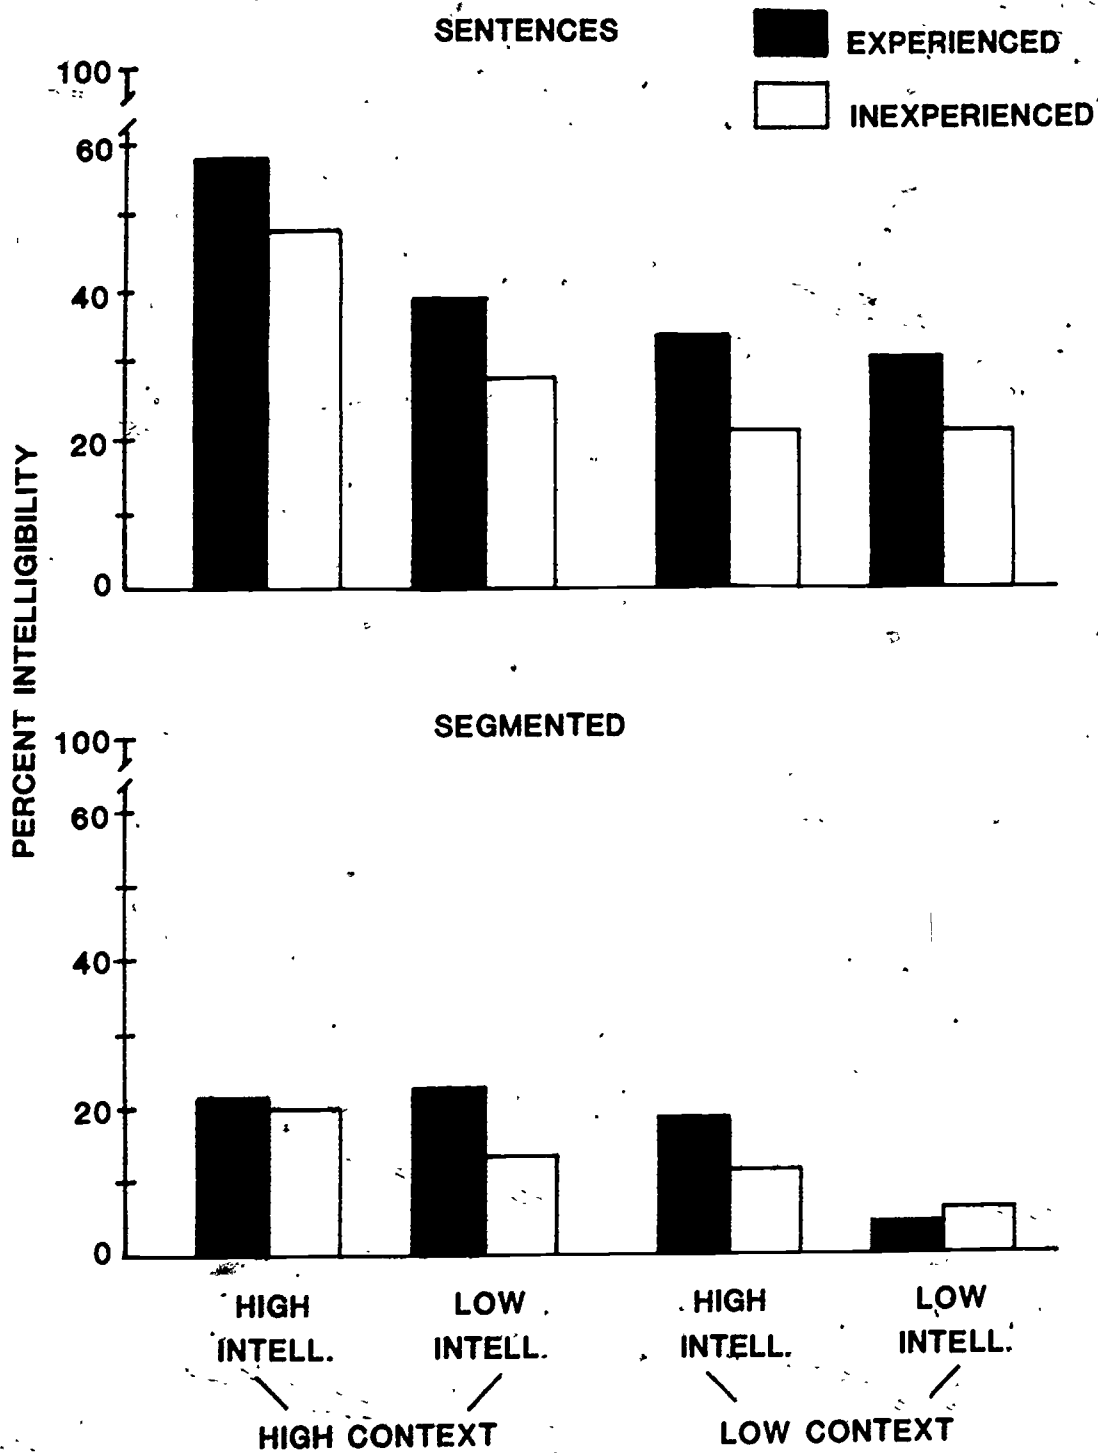 SENTENCES
EXPERIENCED
INEXPERIENCED
100
60
40
20
0
PERCENT INTELLIGIBILITY
SEGMENTED
100
60
40
20
0
HIGH INTELL.
LOW INTELL.
HIGH INTELL.
LOW INTELL.
HIGH CONTEXT
LOW CONTEXT